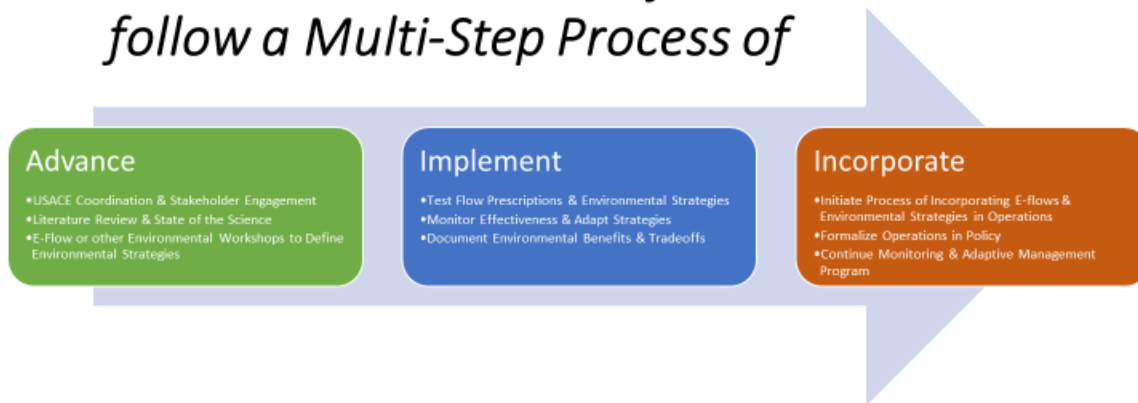 follow a Multi-Step Process of
Advance
•USACE Coordination & Stakeholder Engagement
•Literature Review & State of the Science
•E-Flow or other Environmental Workshops to Define
Environmental Strategies
Implement
•Test Flow Prescriptions & Environmental Strategies
•Monitor Effectiveness & Adapt Strategies
•Document Environmental Benefits & Tradeoffs
Incorporate
•Initiate Process of Incorporating E-flows &
Environmental Strategies in Operations
•Formalize Operations in Policy
•Continue Monitoring & Adaptive Management
Program